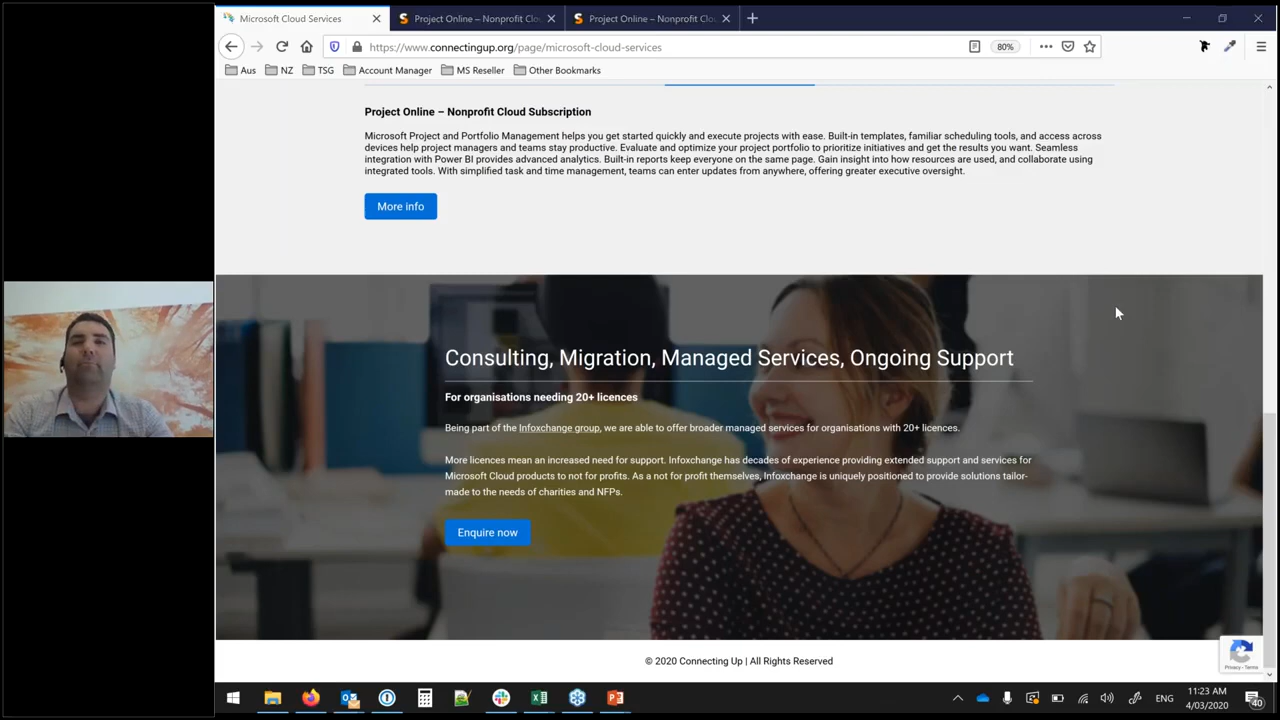 Microsoft Cloud Services
Project Online – Nonprofit Clou
Project Online – Nonprofit Clou
https://www.connectingup.org/page/microsoft-cloud-services
80%
Aus
NZ
TSG
Account Manager
MS Reseller
Other Bookmarks
Project Online – Nonprofit Cloud Subscription
Microsoft Project and Portfolio Management helps you get started quickly and execute projects with ease. Built-in templates, familiar scheduling tools, and access across
devices help project managers and teams stay productive. Evaluate and optimize your project portfolio to prioritize initiatives and get the results you want. Seamless
integration with Power BI provides advanced analytics. Built-in reports keep everyone on the same page. Gain insight into how resources are used, and collaborate using
integrated tools. With simplified task and time management, teams can enter updates from anywhere, offering greater executive oversight.
More info
Consulting, Migration, Managed Services, Ongoing Support
For organisations needing 20+ licences
Being part of the Infoxchange group, we are able to offer broader managed services for organisations with 20+ licences.
More licences mean an increased need for support. Infoxchange has decades of experience providing extended support and services for
Microsoft Cloud products to not for profits. As a not for profit themselves, Infoxchange is uniquely positioned to provide solutions tailor-
made to the needs of charities and NFPs.
Enquire now
© 2020 Connecting Up | All Rights Reserved
Privacy - Terms
ENG
11:23 AM
4/03/2020
40